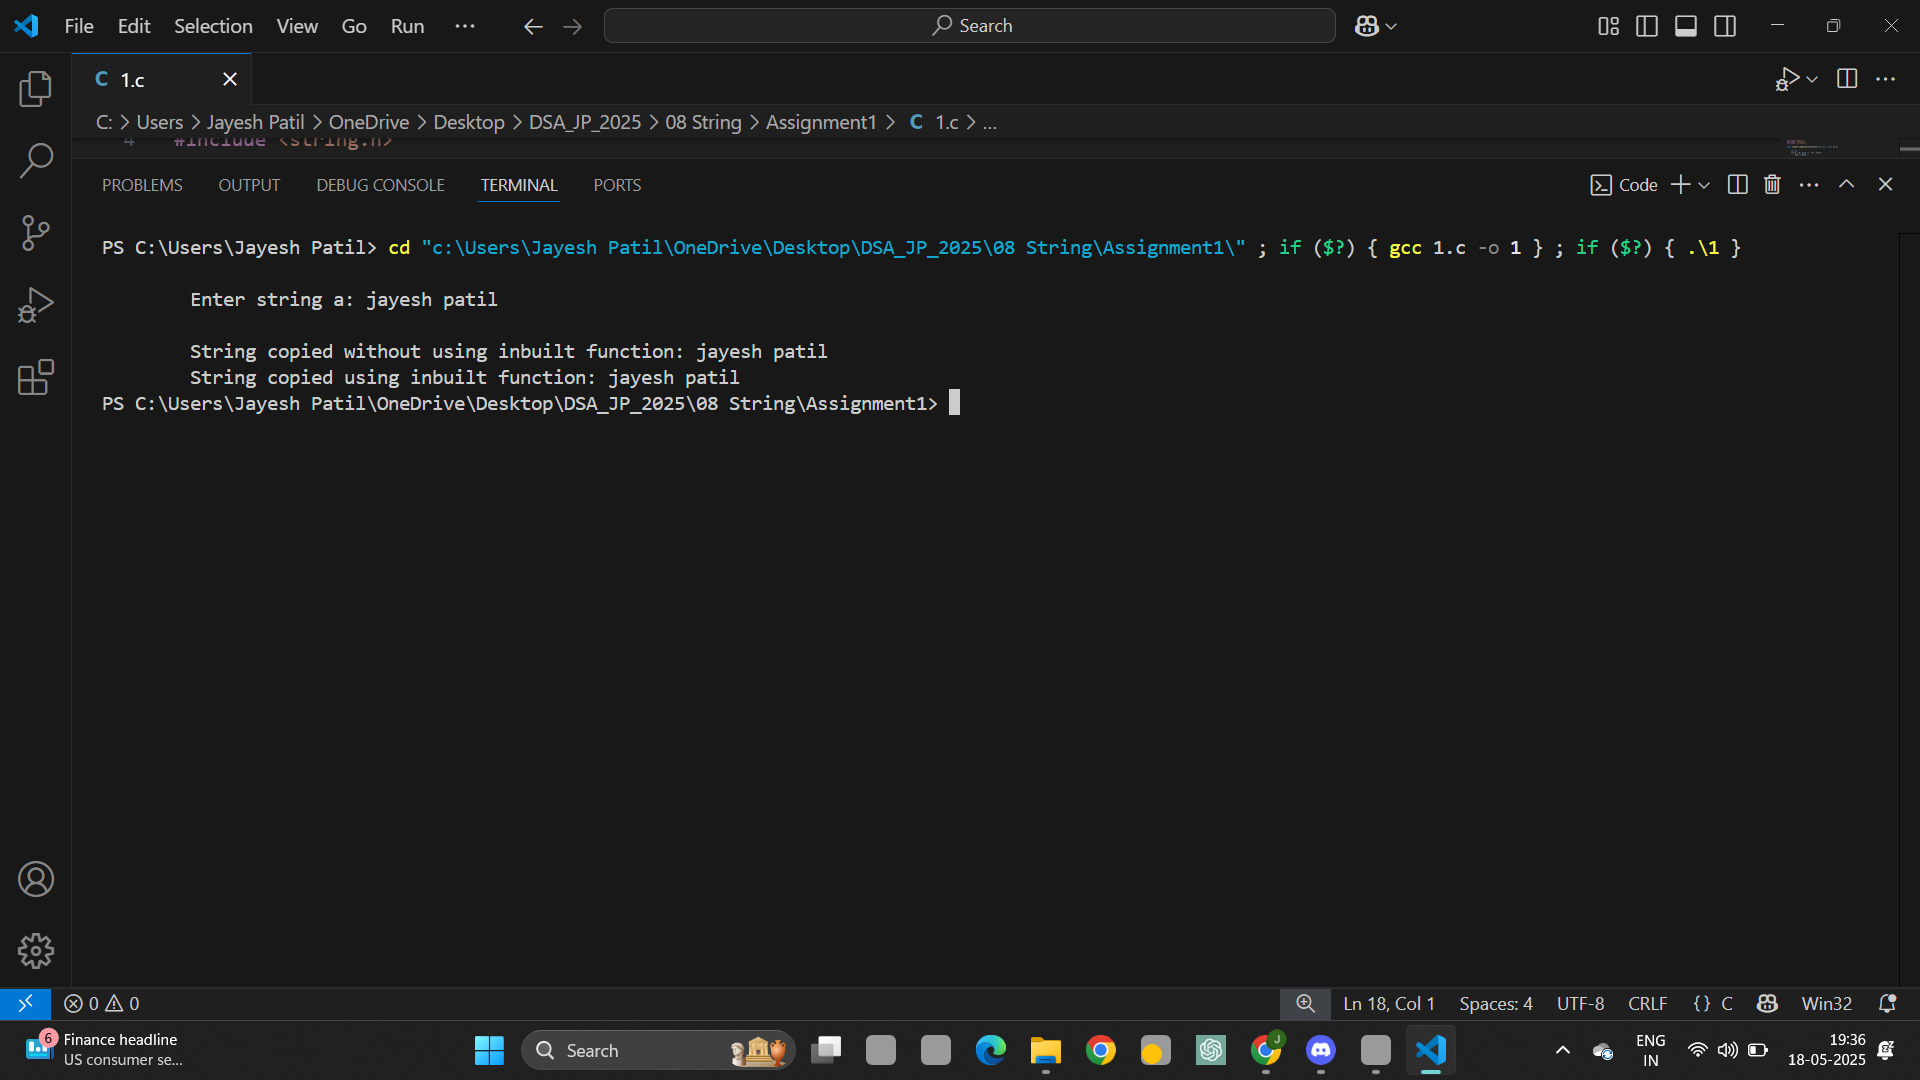 File Edit Selection View Go Run ... Search
C 1.c
C: > Users > Jayesh Patil > OneDrive > Desktop > DSA_JP_2025 > 08 String > Assignment1 > C 1.c > ...
4 #include <string.h>
PROBLEMS OUTPUT DEBUG CONSOLE TERMINAL PORTS Code
PS C:\Users\Jayesh Patil> cd "c:\Users\Jayesh Patil\OneDrive\Desktop\DSA_JP_2025\08 String\Assignment1\" ; if ($?) { gcc 1.c -o 1 } ; if ($?) { .\1 }
Enter string a: jayesh patil
String copied without using inbuilt function: jayesh patil
String copied using inbuilt function: jayesh patil
PS C:\Users\Jayesh Patil\OneDrive\Desktop\DSA_JP_2025\08 String\Assignment1>
0 0 Ln 18, Col 1 Spaces: 4 UTF-8 CRLF {} C Win32
6 Finance headline
US consumer se...
Search
J
ENG
IN
19:36
18-05-2025